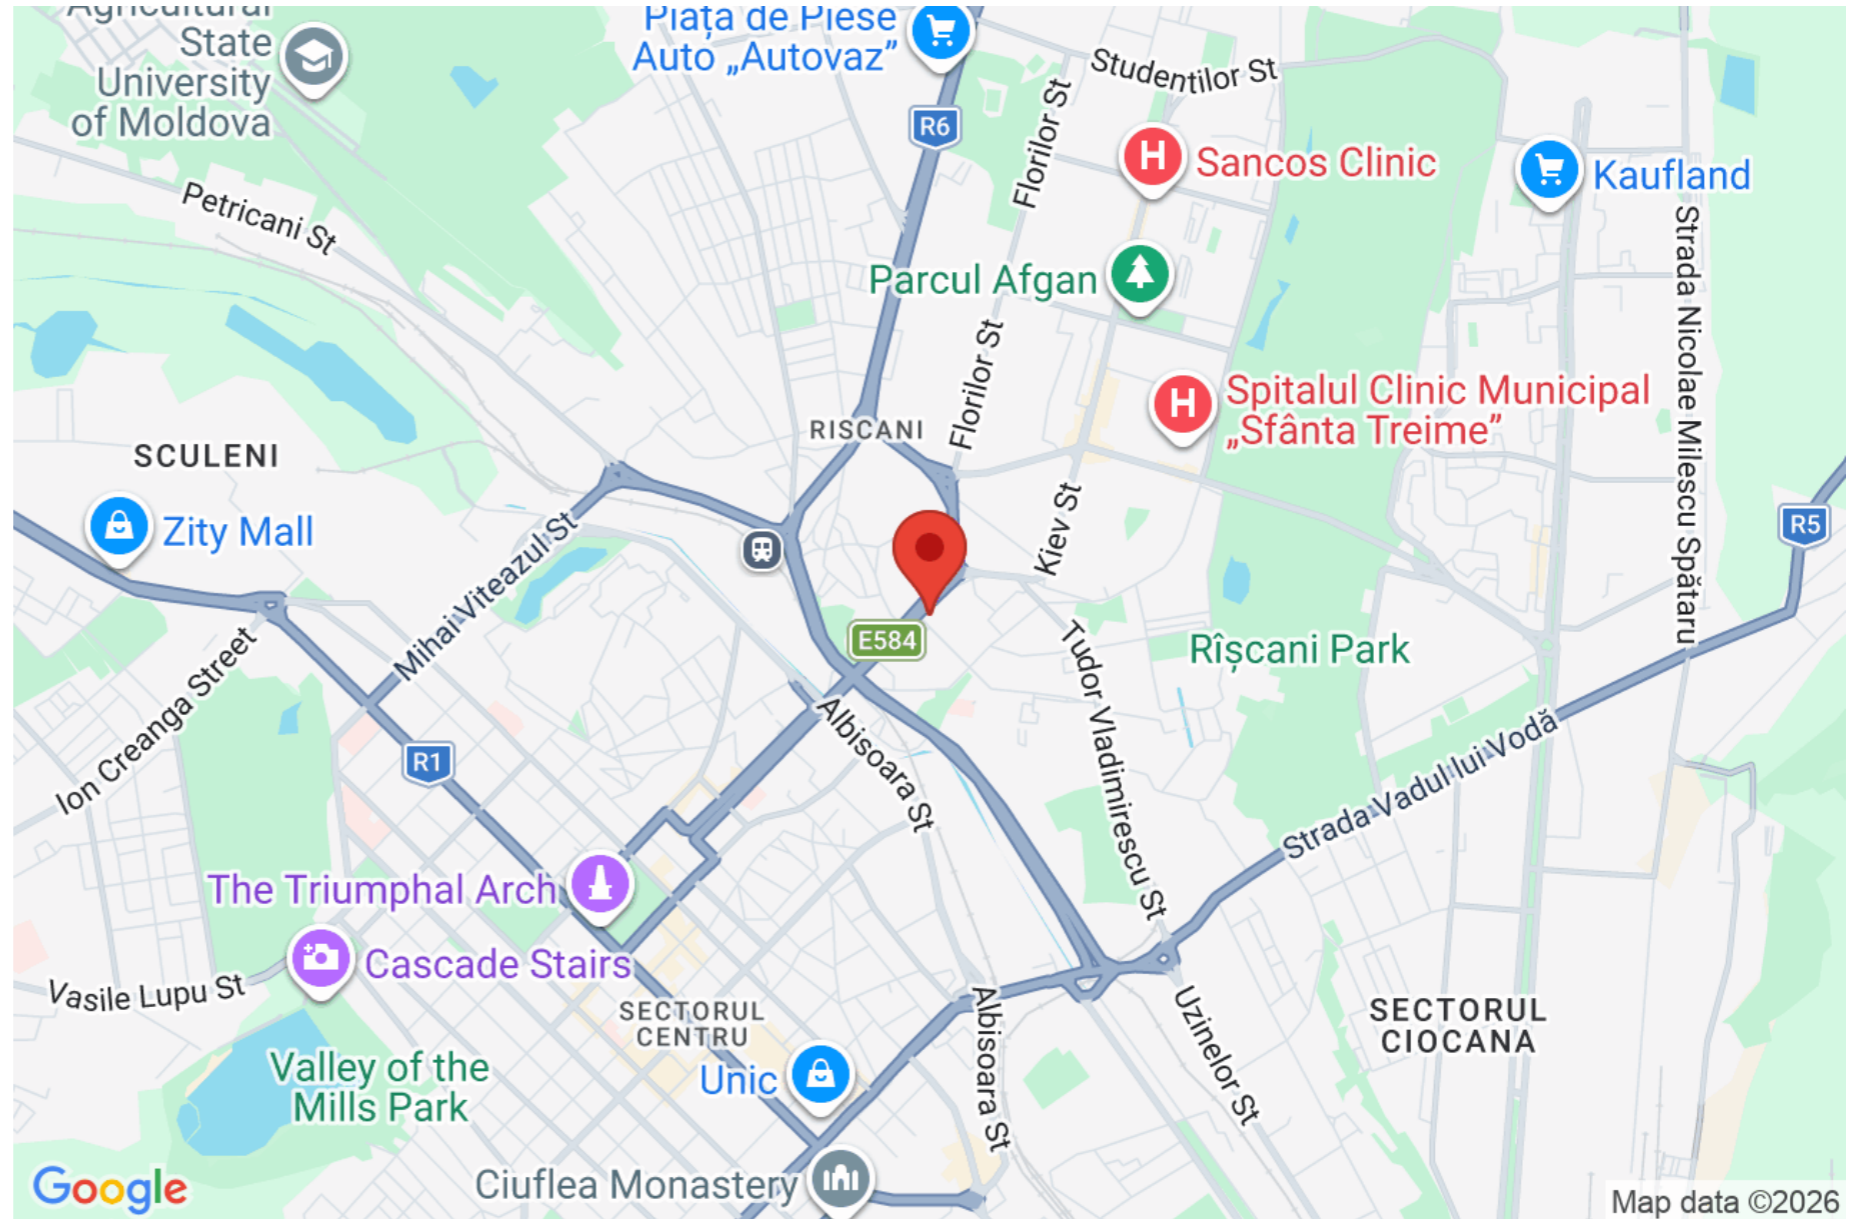 Agricultural
State
University
of Moldova
Piața de Piese
Auto „Autovaz”
R6
Studentilor St
Florilor St
Sancos Clinic
Kaufland
Petricani St
Strada Nicolae Milescu Spătaru
Parcul Afgan
Florilor St
RISCANI
Spitalul Clinic Municipal
„Sfânta Treime”
SCULENI
Zity Mall
Mihai Viteazul St
Kiev St
R5
E584
Ion Creanga Street
Tudor Vladimirescu St
Rîșcani Park
R1
Albisoara St
Strada Vadul lui Vodă
The Triumphal Arch
Cascade Stairs
Vasile Lupu St
SECTORUL
CENTRU
Albisoara St
Uzinelor St
SECTORUL
CIOCANA
Valley of the
Mills Park
Unic
Ciuflea Monastery
Google
Map data ©2026